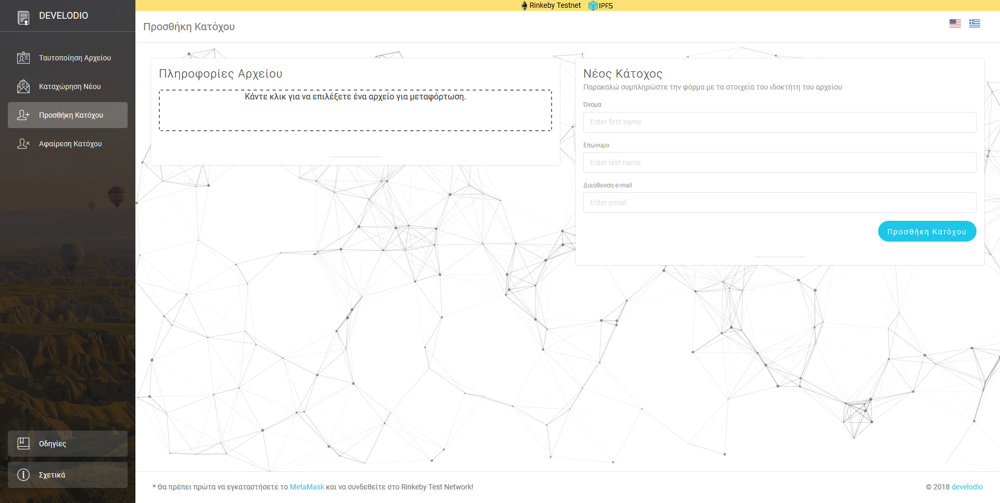 DEVELODIO
Ταυτοποίηση Αρχείου
Καταχώρηση Νέου
Προσθήκη Κατόχου
Αφαίρεση Κατόχου
Οδηγίες
Σχετικά
Rinkeby Testnet IPFS
Προσθήκη Κατόχου
Πληροφορίες Αρχείου
Κάντε κλικ για να επιλέξετε ένα αρχείο για μεταφόρτωση.
Νέος Κάτοχος
Παρακαλώ συμπληρώστε την φόρμα με τα στοιχεία του ιδοκτήτη του αρχείου
Όνομα
Enter first name
Επώνυμο
Enter last name
Διεύθυνση e-mail
Enter email
Προσθήκη Κατόχου
* Θα πρέπει πρώτα να εγκαταστήσετε το MetaMask και να συνδεθείτε στο Rinkeby Test Network!
© 2018 develodio